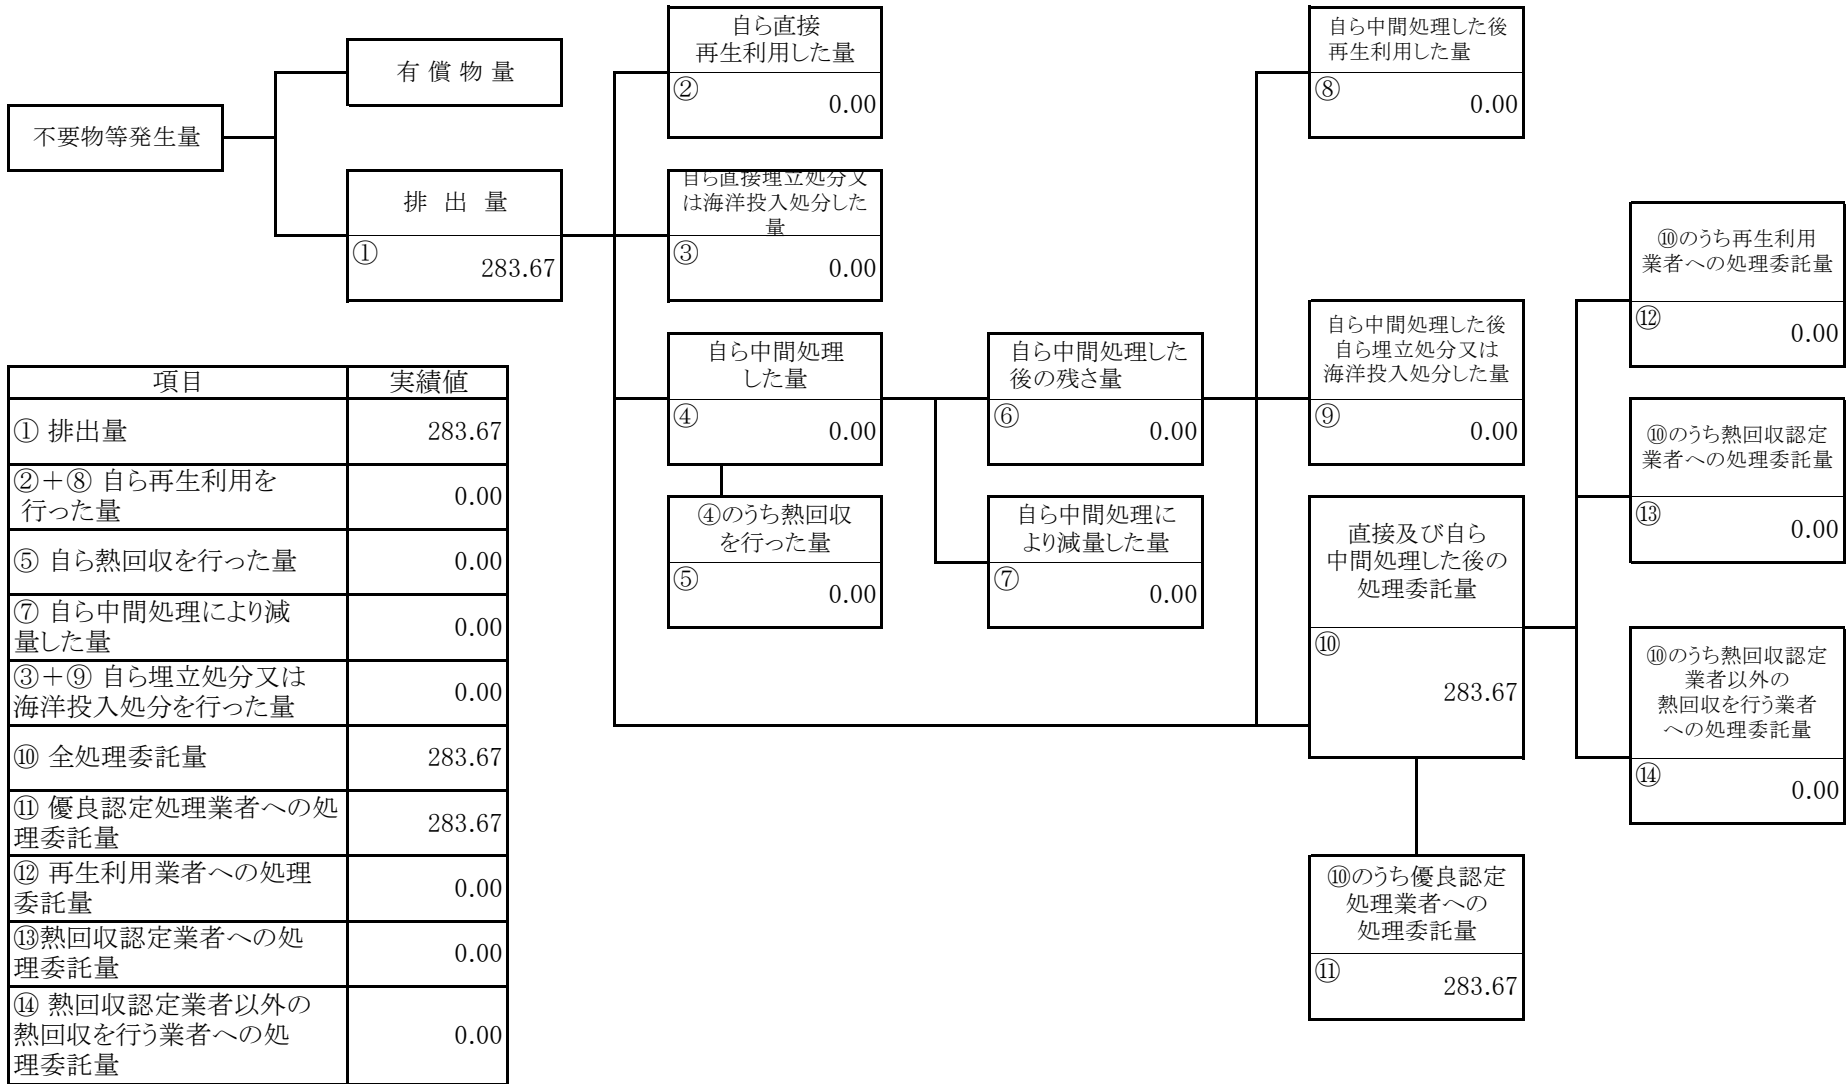 不要物等発生量
有 償 物 量
排 出 量
①
283.67
自ら直接
再生利用した量
②
0.00
自ら直接埋立処分又
は海洋投入処分した
量
③
0.00
自ら中間処理
した量
④
0.00
④のうち熱回収
を行った量
⑤
0.00
自ら中間処理した
後の残さ量
⑥
0.00
自ら中間処理に
より減量した量
⑦
0.00
自ら中間処理した後
再生利用した量
⑧
0.00
自ら中間処理した後
自ら埋立処分又は
海洋投入処分した量
⑨
0.00
直接及び自ら
中間処理した後の
処理委託量
⑩
283.67
⑩のうち優良認定
処理業者への
処理委託量
⑪
283.67
⑩のうち再生利用
業者への処理委託量
⑫
0.00
⑩のうち熱回収認定
業者への処理委託量
⑬
0.00
⑩のうち熱回収認定
業者以外の
熱回収を行う業者
への処理委託量
⑭
0.00
項目 実績値
① 排出量 283.67
②+⑧ 自ら再生利用を
行った量
0.00
⑤ 自ら熱回収を行った量 0.00
⑦ 自ら中間処理により減
量した量
0.00
③+⑨ 自ら埋立処分又は
海洋投入処分を行った量
0.00
⑩ 全処理委託量 283.67
⑪ 優良認定処理業者への処
理委託量
283.67
⑫ 再生利用業者への処理
委託量
0.00
⑬熱回収認定業者への処
理委託量
0.00
⑭ 熱回収認定業者以外の
熱回収を行う業者への処
理委託量
0.00